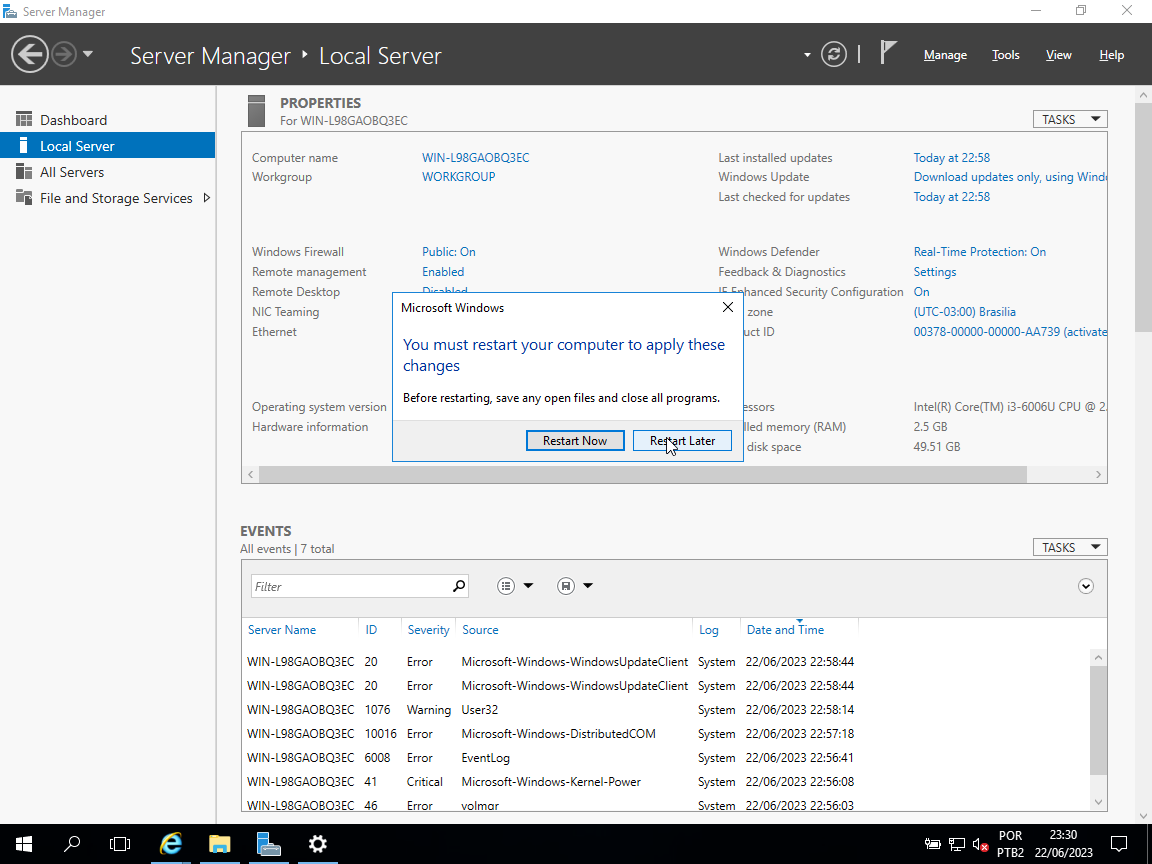 Server Manager
Server Manager
Local Server
Manage
Tools
View
Help
Dashboard
Local Server
All Servers
File and Storage Services
PROPERTIES
For WIN-L98GAOBQ3EC
TASKS
Computer name WIN-L98GAOBQ3EC Last installed updates Today at 22:58
Workgroup WORKGROUP Windows Update Download updates only, using Windo
Last checked for updates Today at 22:58
Windows Firewall Public: On Windows Defender Real-Time Protection: On
Remote management Enabled Feedback & Diagnostics Settings
Remote Desktop Disabled IE Enhanced Security Configuration On
NIC Teaming zone (UTC-03:00) Brasilia
Ethernet uct ID 00378-00000-00000-AA739 (activate
Operating system version essors Intel(R) Core(TM) i3-6006U CPU @ 2.
Hardware information lled memory (RAM) 2.5 GB
disk space 49.51 GB
Microsoft Windows
You must restart your computer to apply these
changes
Before restarting, save any open files and close all programs.
Restart Now
Restart Later
EVENTS
All events | 7 total
TASKS
Filter
Server Name ID Severity Source Log Date and Time
WIN-L98GAOBQ3EC 20 Error Microsoft-Windows-WindowsUpdateClient System 22/06/2023 22:58:44
WIN-L98GAOBQ3EC 20 Error Microsoft-Windows-WindowsUpdateClient System 22/06/2023 22:58:44
WIN-L98GAOBQ3EC 1076 Warning User32 System 22/06/2023 22:58:14
WIN-L98GAOBQ3EC 10016 Error Microsoft-Windows-DistributedCOM System 22/06/2023 22:57:18
WIN-L98GAOBQ3EC 6008 Error EventLog System 22/06/2023 22:56:41
WIN-L98GAOBQ3EC 41 Critical Microsoft-Windows-Kernel-Power System 22/06/2023 22:56:08
WIN-L98GAOBQ3EC 46 Error volmgr System 22/06/2023 22:56:03
POR
PTB2
23:30
22/06/2023